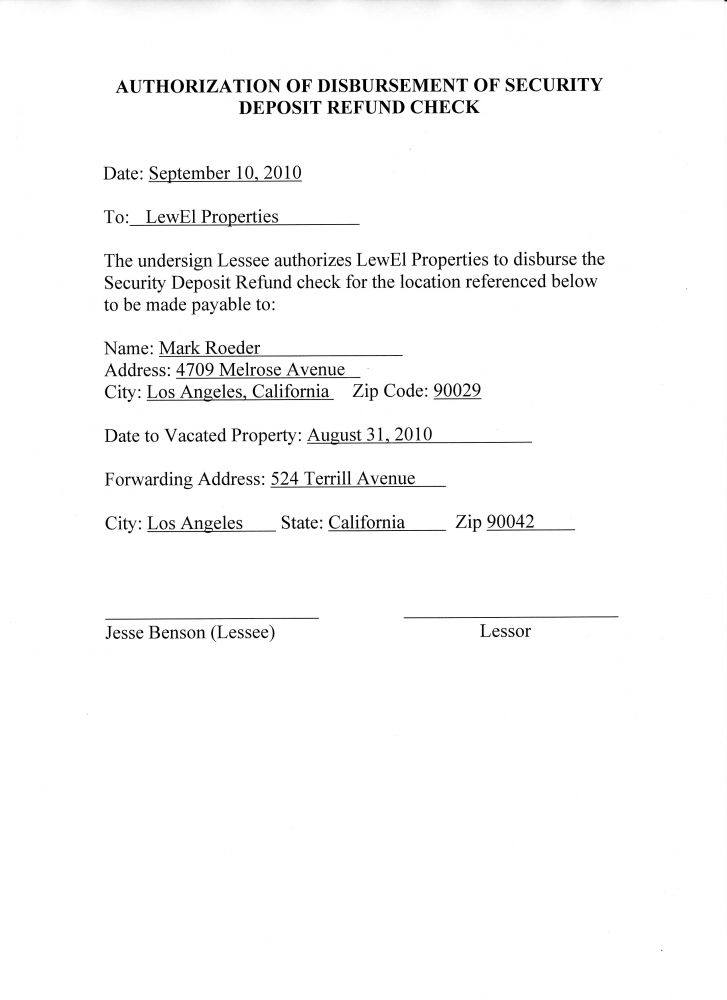 AUTHORIZATION OF DISBURSEMENT OF SECURITY
DEPOSIT REFUND CHECK
Date: September 10, 2010
To: LewEl Properties
The undersign Lessee authorizes LewEl Properties to disburse the
Security Deposit Refund check for the location referenced below
to be made payable to:
Name: Mark Roeder
Address: 4709 Melrose Avenue
City: Los Angeles, California Zip Code: 90029
Date to Vacated Property: August 31, 2010
Forwarding Address: 524 Terrill Avenue
City: Los Angeles State: California Zip 90042
Jesse Benson (Lessee) Lessor